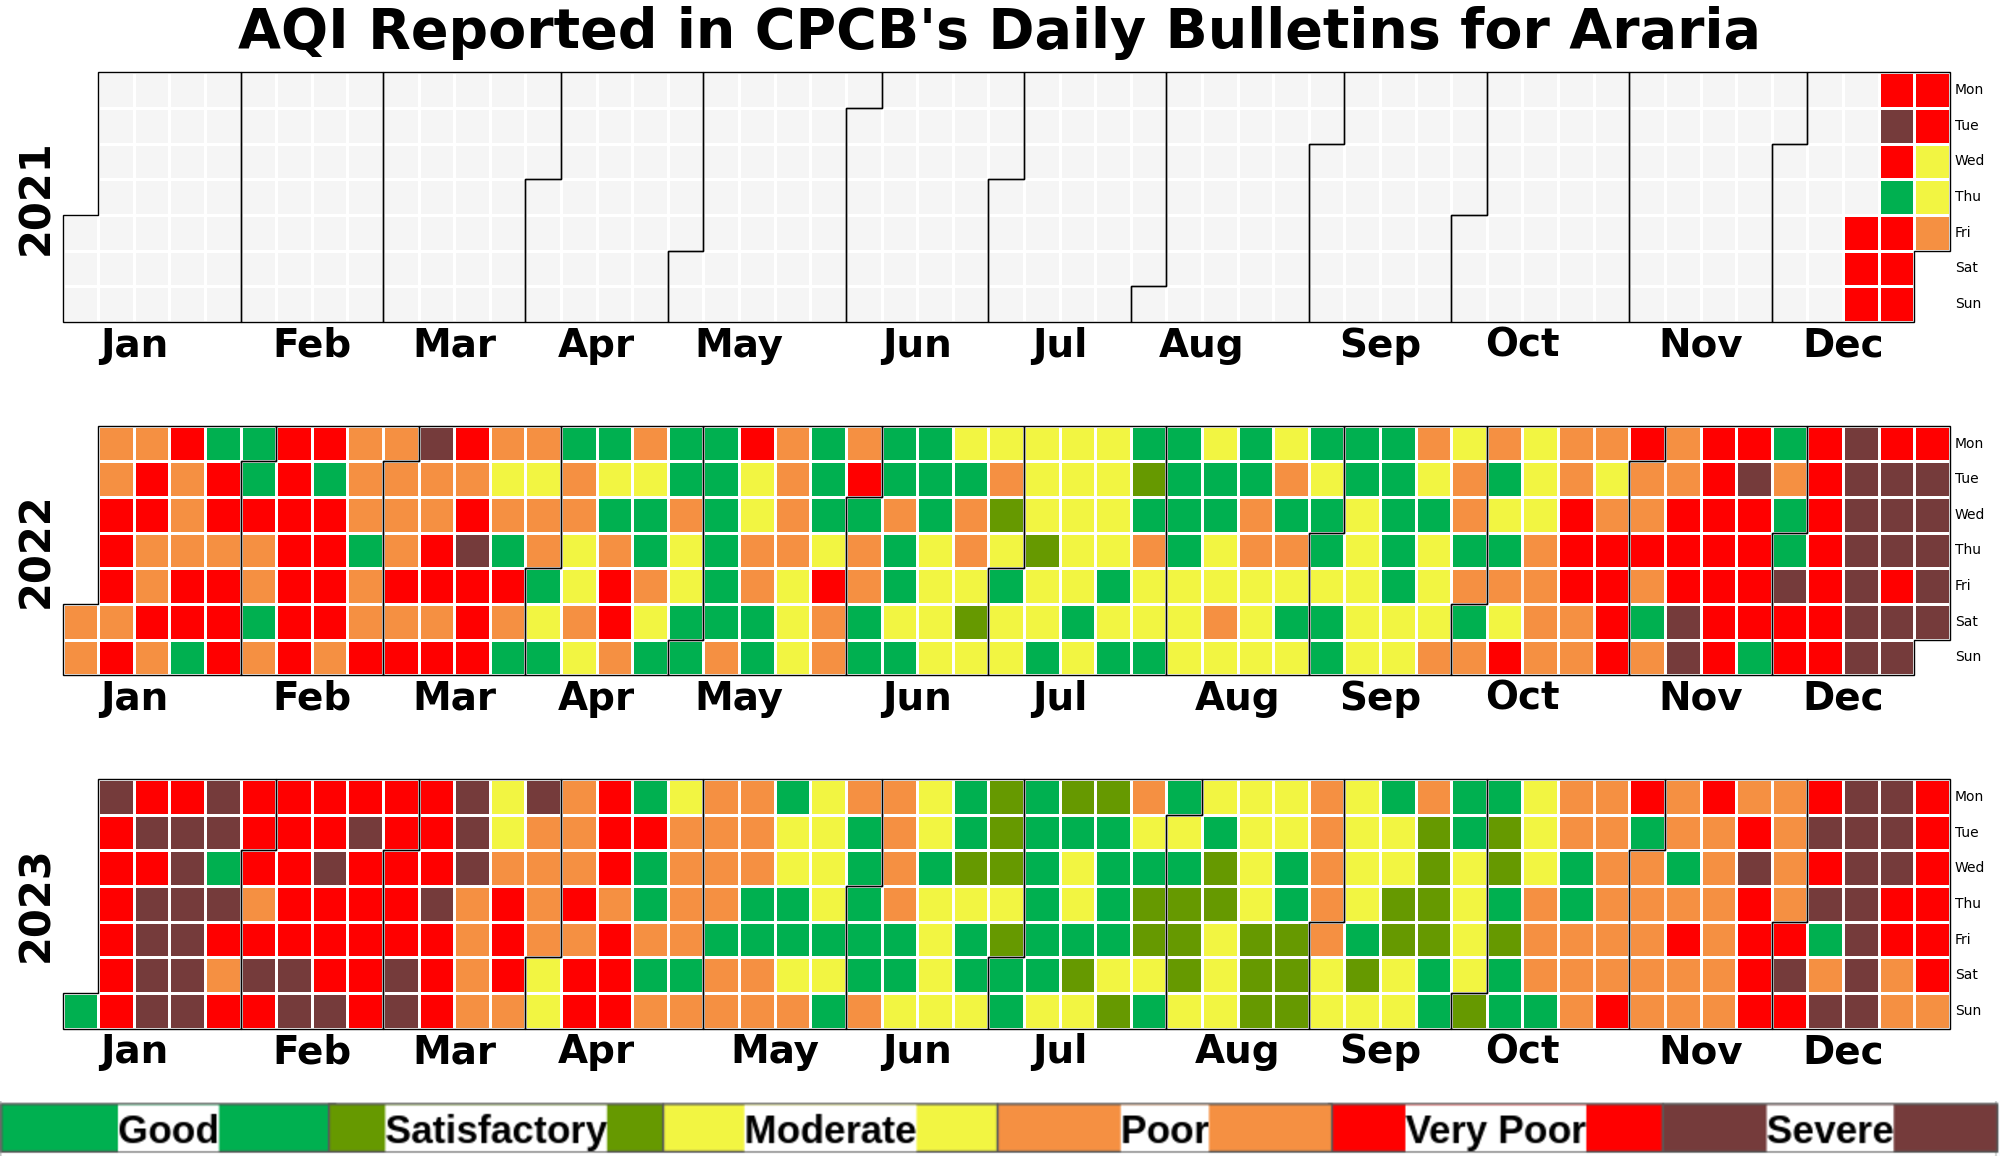 AQI Reported in CPCB's Daily Bulletins for Araria
2021
Mon
Tue
Wed
Thu
Fri
Sat
Sun
Jan Feb Mar Apr May Jun Jul Aug Sep Oct Nov Dec
2022
Mon
Tue
Wed
Thu
Fri
Sat
Sun
Jan Feb Mar Apr May Jun Jul Aug Sep Oct Nov Dec
2023
Mon
Tue
Wed
Thu
Fri
Sat
Sun
Jan Feb Mar Apr May Jun Jul Aug Sep Oct Nov Dec
Good Satisfactory Moderate Poor Very Poor Severe